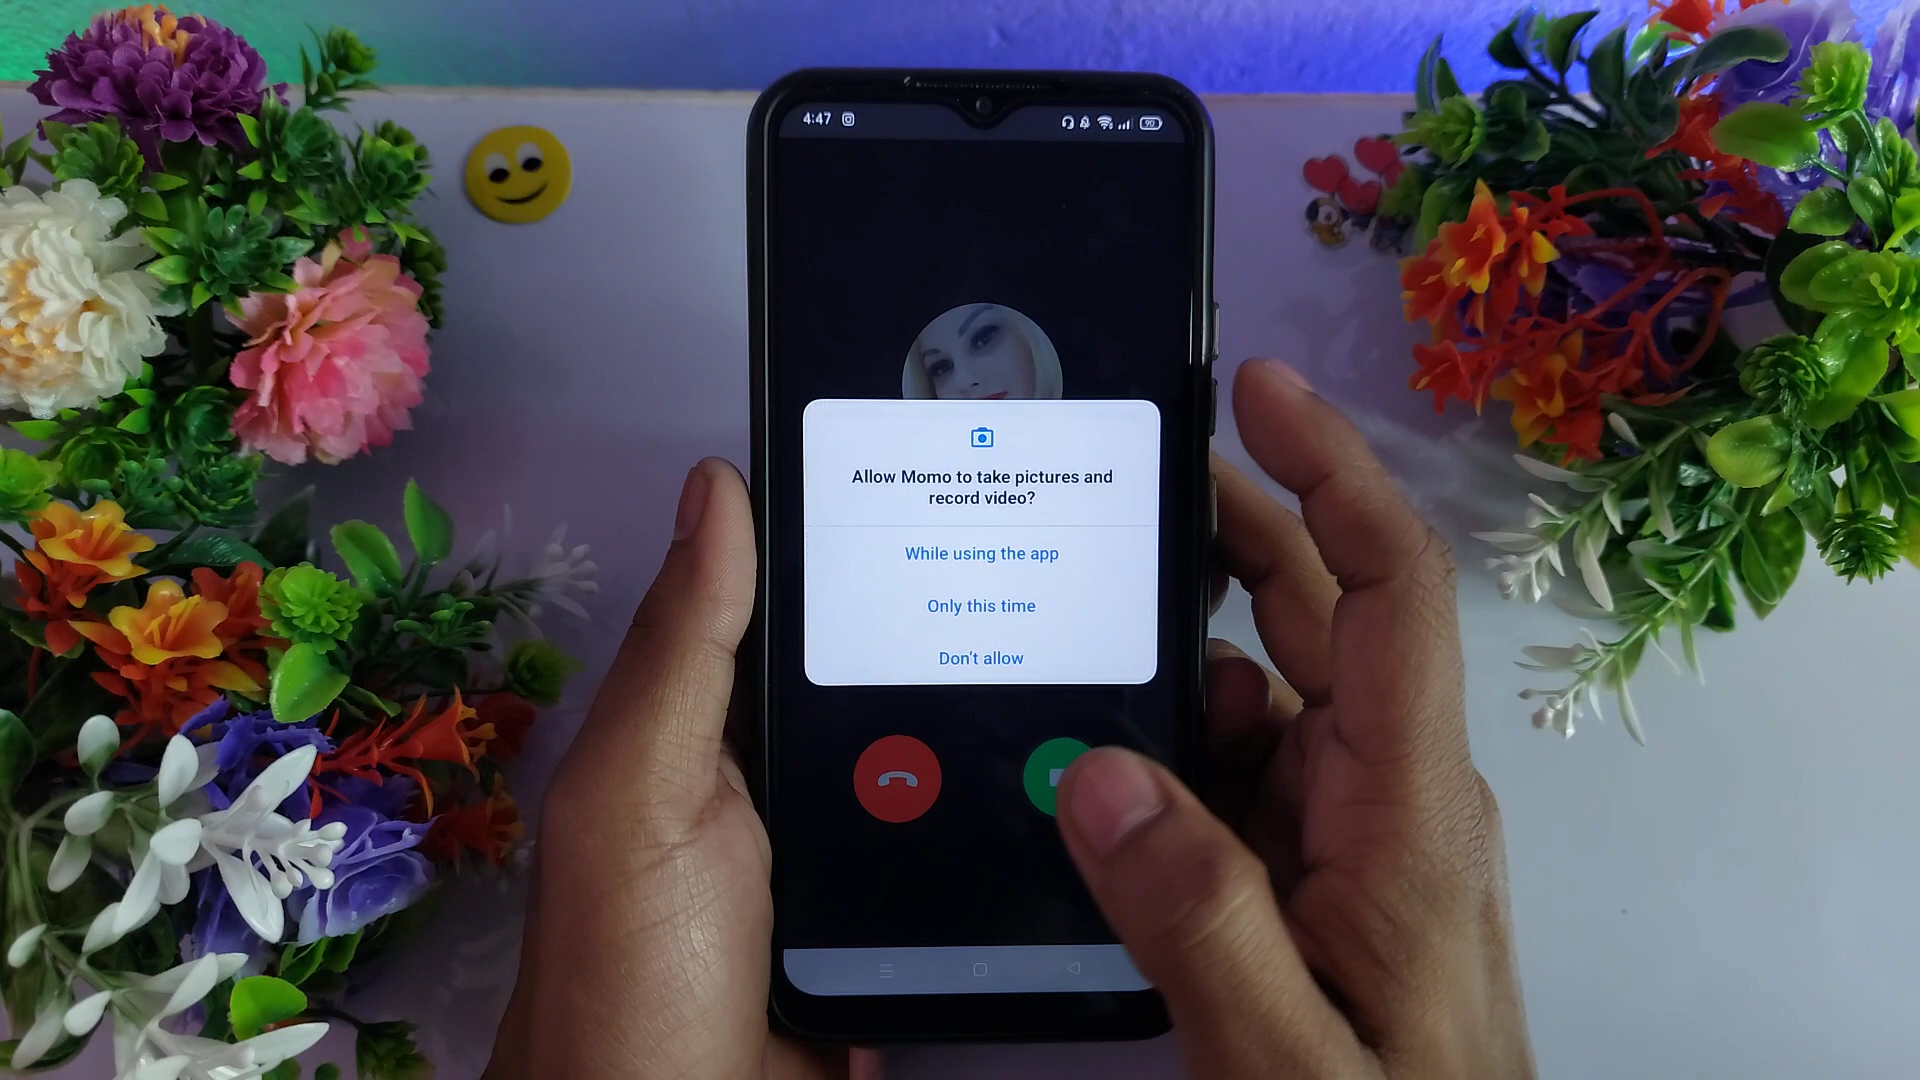 4:47
90
Allow Momo to take pictures and
record video?
While using the app
Only this time
Don't allow